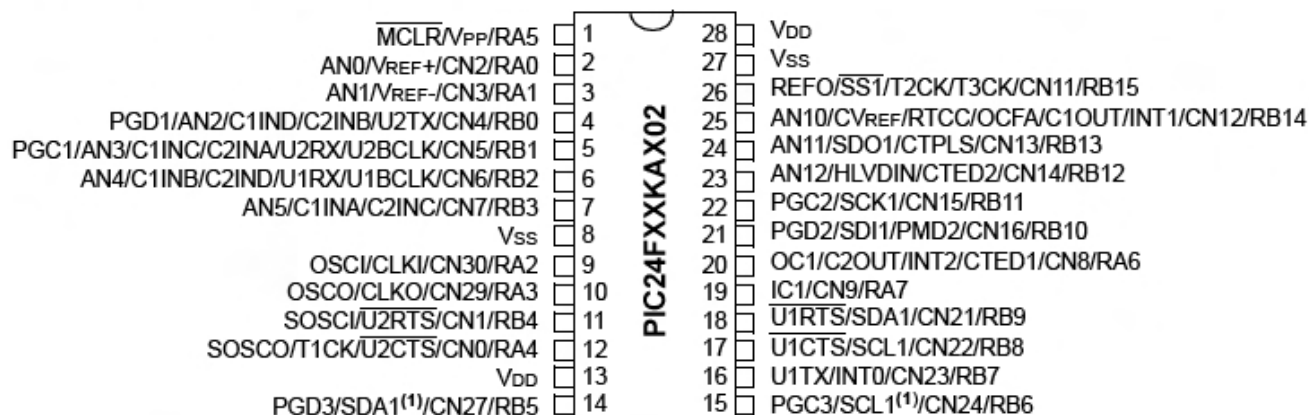 MCLR/VPP/RA5 1 28 VDD
AN0/VREF+/CN2/RA0 2 27 VSS
AN1/VREF-/CN3/RA1 3 26 REFO/SS1/T2CK/T3CK/CN11/RB15
PGD1/AN2/C1IND/C2INB/U2TX/CN4/RB0 4 25 AN10/CVREF/RTCC/OCFA/C1OUT/INT1/CN12/RB14
PGC1/AN3/C1INC/C2INA/U2RX/U2BCLK/CN5/RB1 5 24 AN11/SDO1/CTPLS/CN13/RB13
AN4/C1INB/C2IND/U1RX/U1BCLK/CN6/RB2 6 23 AN12/HLVDIN/CTED2/CN14/RB12
AN5/C1INA/C2INC/CN7/RB3 7 22 PGC2/SCK1/CN15/RB11
VSS 8 21 PGD2/SDI1/PMD2/CN16/RB10
OSCI/CLKI/CN30/RA2 9 20 OC1/C2OUT/INT2/CTED1/CN8/RA6
OSCO/CLKO/CN29/RA3 10 19 IC1/CN9/RA7
SOSCI/U2RTS/CN1/RB4 11 18 U1RTS/SDA1/CN21/RB9
SOSCO/T1CK/U2CTS/CN0/RA4 12 17 U1CTS/SCL1/CN22/RB8
VDD 13 16 U1TX/INT0/CN23/RB7
PGD3/SDA1(1)/CN27/RB5 14 15 PGC3/SCL1(1)/CN24/RB6
PIC24FXXKAX02